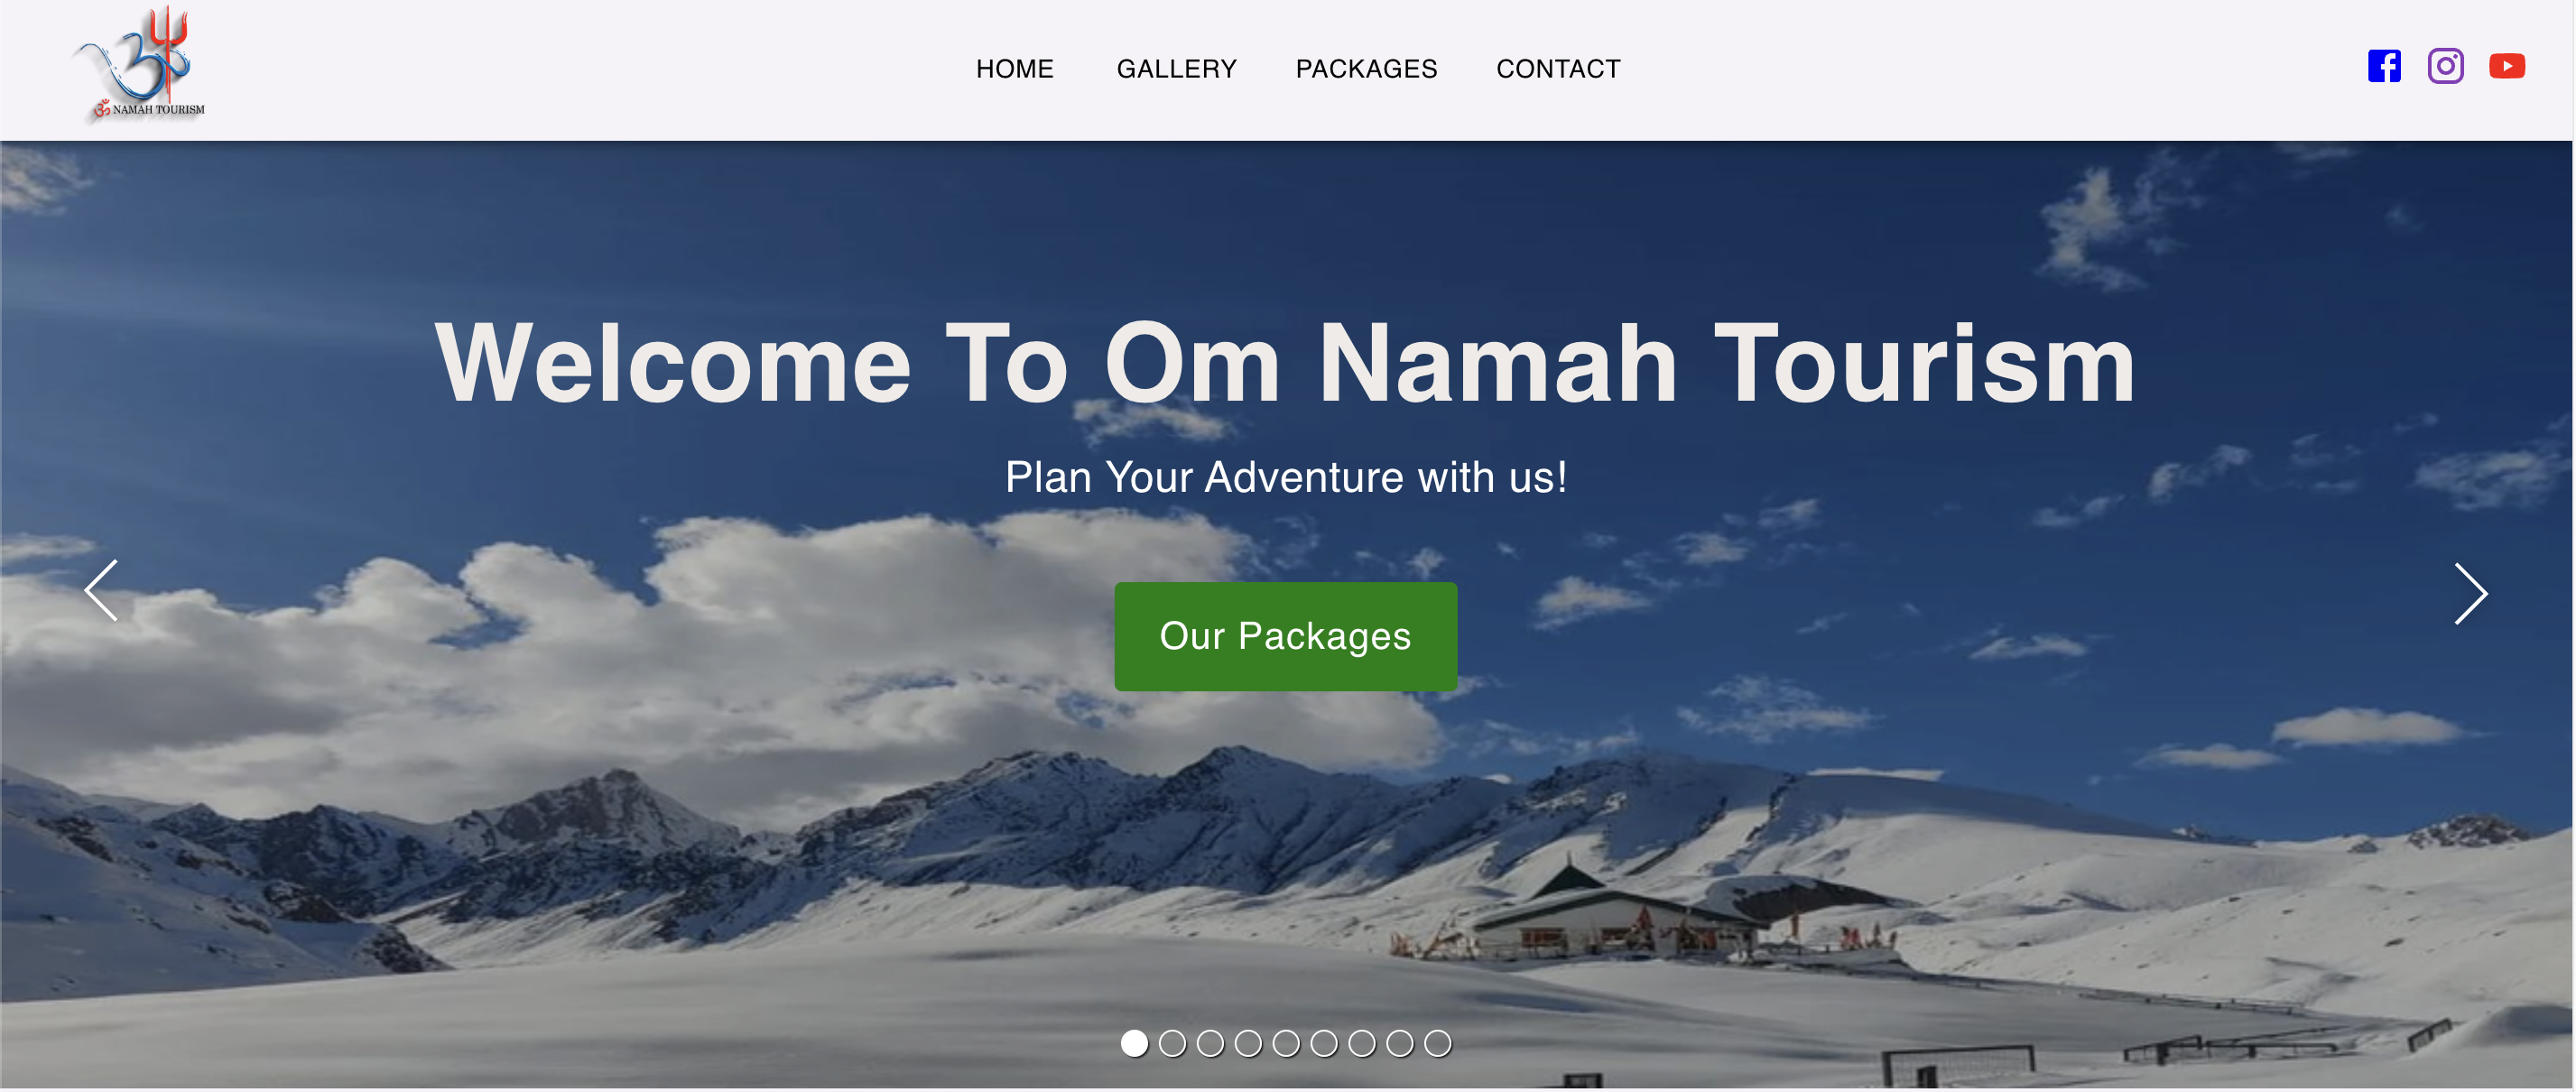 ॐ NAMAH TOURISM
HOME GALLERY PACKAGES CONTACT
Welcome To Om Namah Tourism
Plan Your Adventure with us!
Our Packages